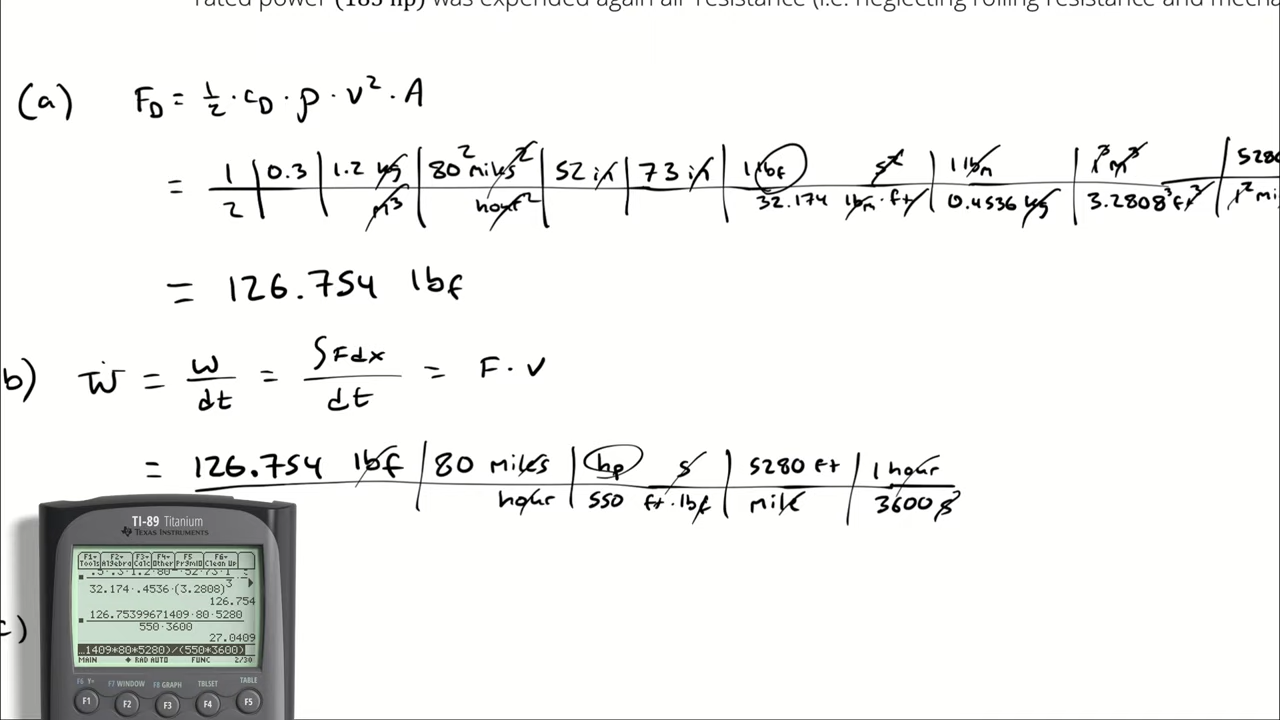 rated power (185 hp) was expended again air resistance (i.e. neglecting rolling resistance and mecha
(a) F_D = 1/2 · c_D · ρ · v² · A
= 1/2 | 0.3 | 1.2 kg/m³ | 80² miles²/hour² | 52 in | 73 in | 1 lbf s²/32.174 lbm·ft | 1 lbm/0.4536 kg | 1³ m³/3.2808³ ft³ | 5280/1² mi
= 126.754 lbf
b) Ẇ = W/dt = ∫Fdx/dt = F · v
= 126.754 lbf | 80 miles/hour | hp s/550 ft·lbf | 5280 ft/mile | 1 hour/3600 s
TI-89 Titanium
TEXAS INSTRUMENTS
F1 Tools F2 Algebra F3 Calc F4 Other F5 PrgmIO F6 Clean Up
32.174·.4536·(3.2808)³
126.754
126.75399671409·80·5280
550·3600
27.0409
…1409*80*5280)/(550*3600)
MAIN RAD AUTO FUNC 2/30
F6 Y= F7 WINDOW F8 GRAPH TBLSET TABLE
F1 F2 F3 F4 F5
c)